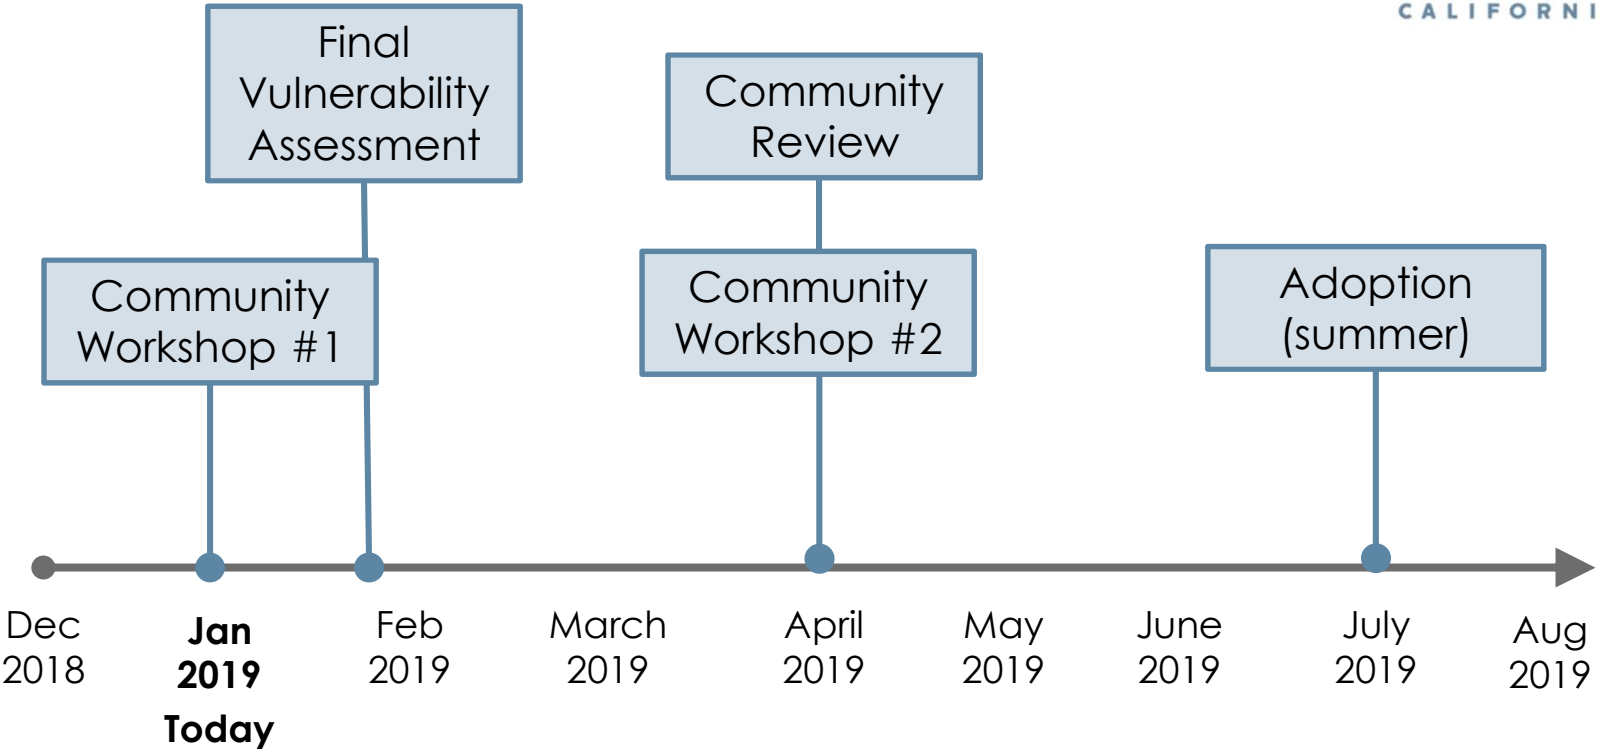 CALIFORNI
Final
Vulnerability
Assessment
Community
Review
Community
Workshop #1
Community
Workshop #2
Adoption
(summer)
Dec
2018
Jan
2019
Today
Feb
2019
March
2019
April
2019
May
2019
June
2019
July
2019
Aug
2019